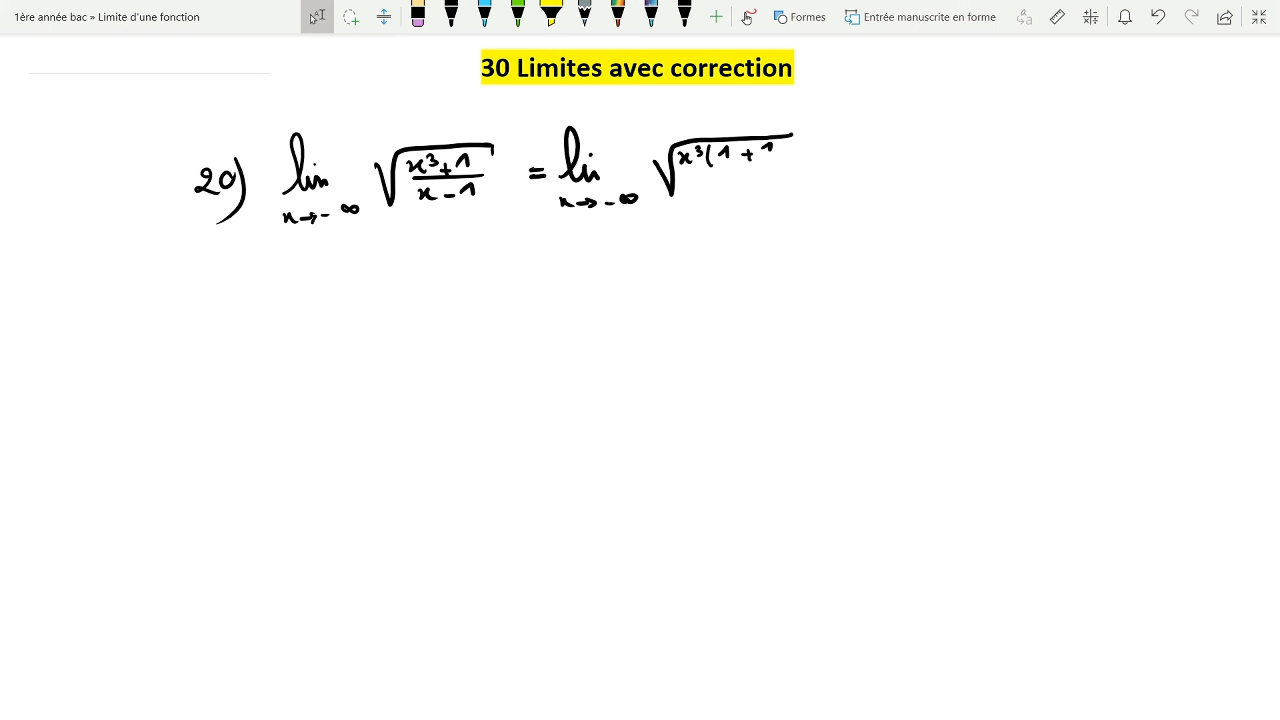 1ère année bac » Limite d'une fonction
Formes
Entrée manuscrite en forme
30 Limites avec correction
20) lim x→-∞ √((x³+1)/(x-1)) = lim x→-∞ √(x³(1+1